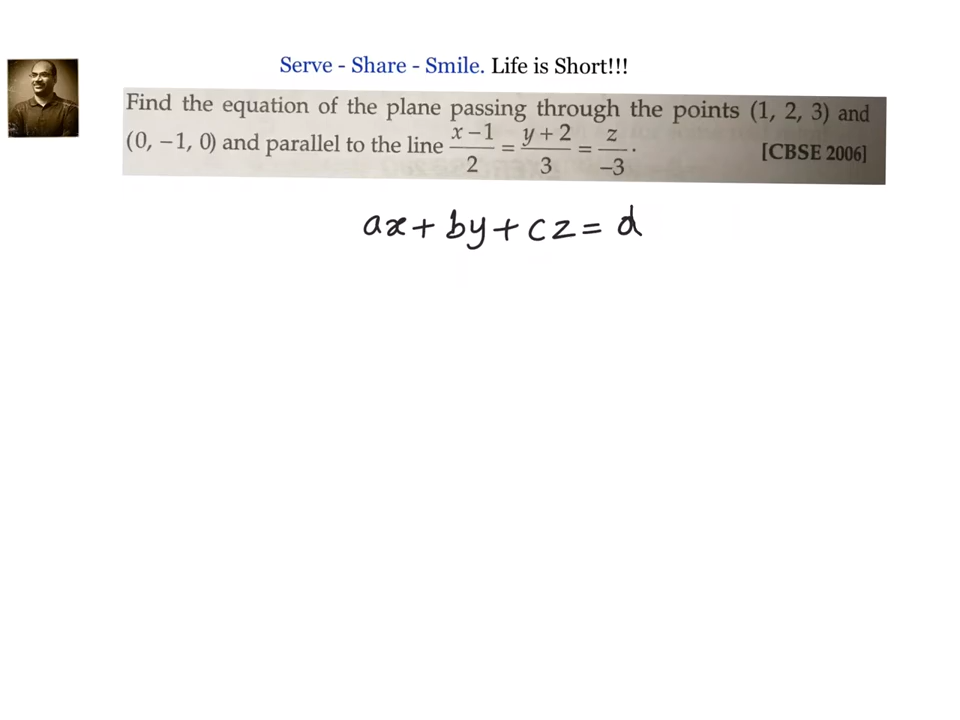 Serve - Share - Smile. Life is Short!!!
Find the equation of the plane passing through the points (1, 2, 3) and
(0, −1, 0) and parallel to the line (x − 1)/2 = (y + 2)/3 = z/−3 . [CBSE 2006]
ax + by + cz = d